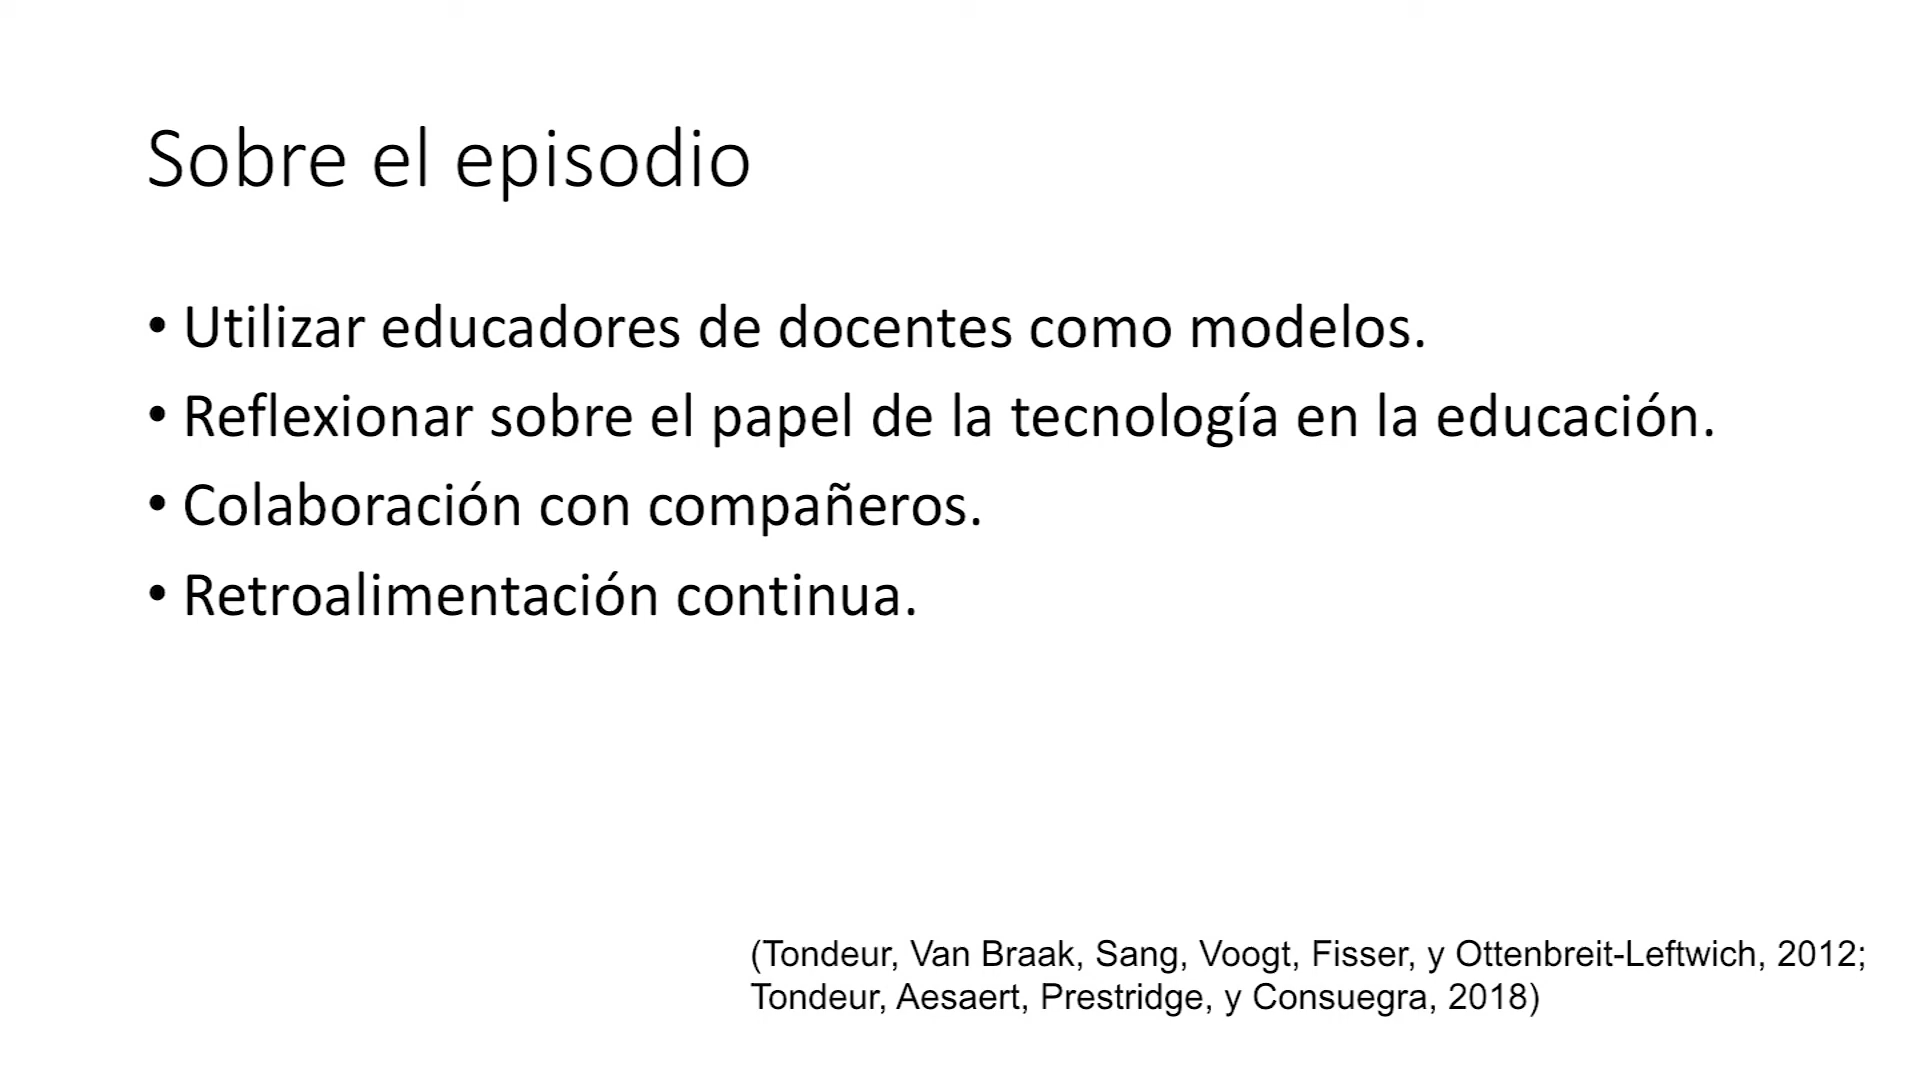 Sobre el episodio
• Utilizar educadores de docentes como modelos.
• Reflexionar sobre el papel de la tecnología en la educación.
• Colaboración con compañeros.
• Retroalimentación continua.
(Tondeur, Van Braak, Sang, Voogt, Fisser, y Ottenbreit-Leftwich, 2012;
Tondeur, Aesaert, Prestridge, y Consuegra, 2018)